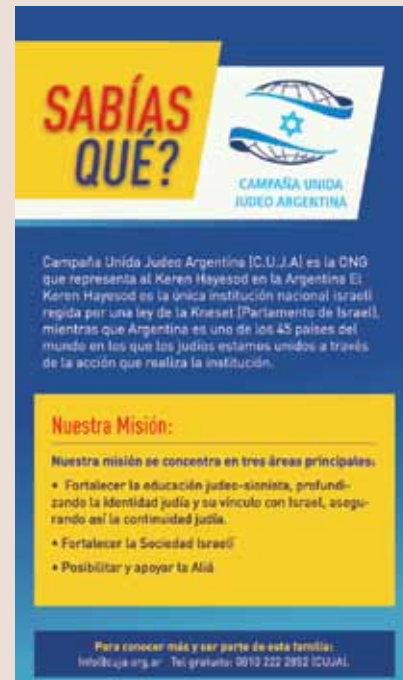 SABÍAS
QUÉ?
CAMPAÑA UNIDA
JUDEO ARGENTINA
Campaña Unida Judeo Argentina (C.U.J.A) es la ONG
que representa al Keren Hayesod en la Argentina El
Keren Hayesod es la única institución nacional israelí
regida por una ley de la Kneset (Parlamento de Israel),
mientras que Argentina es uno de los 45 países del
mundo en los que los judíos estamos unidos a través
de la acción que realiza la institución.
Nuestra Misión:
Nuestra misión se concentra en tres áreas principales:
• Fortalecer la educación judeo-sionista, profundi-
zando la identidad judía y su vínculo con Israel, asegu-
rando así la continuidad judía.
• Fortalecer la Sociedad Israelí
• Posibilitar y apoyar la Aliá
Para conocer más y ser parte de esta familia:
Tel gratuito: 0810 222 2852 (CUJA).